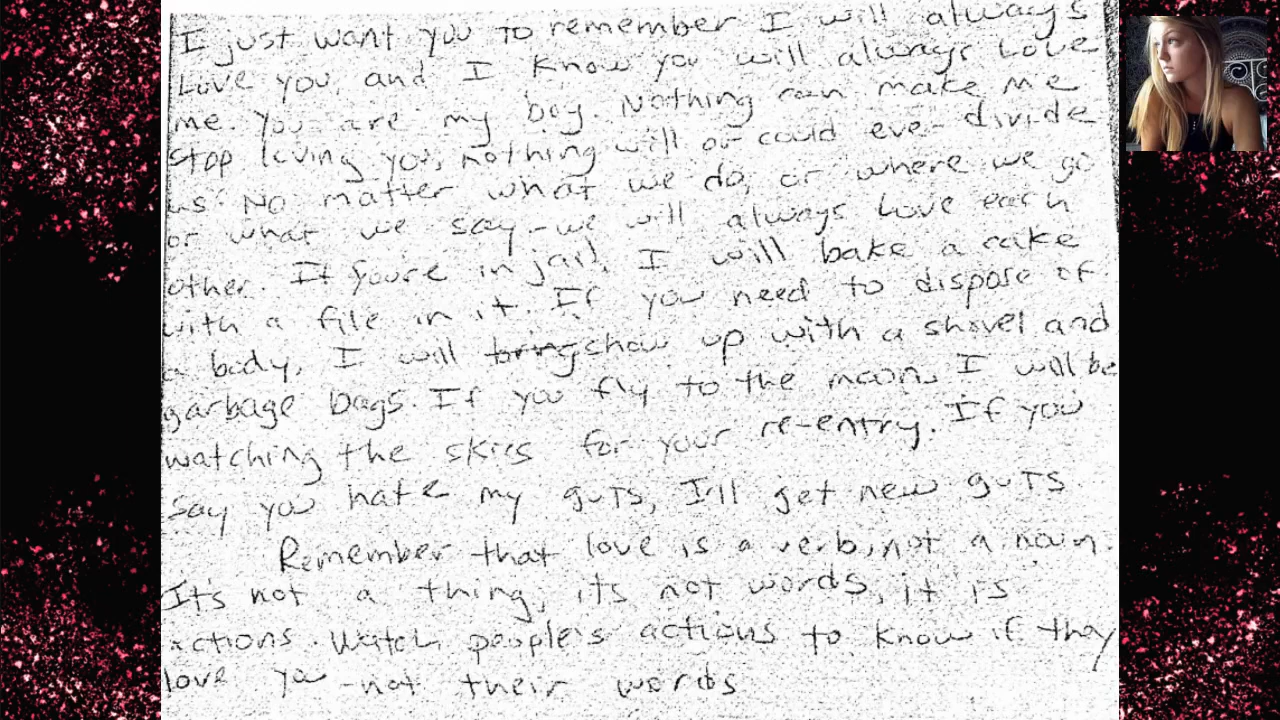 I just want you to remember I will always
Love you, and I know you will always Love
me. You are my boy. Nothing can make me
stop loving you, nothing will or could ever divide
us. No matter what we do, or where we go
or what we say - we will always Love each
other. If you're in jail, I will bake a cake
with a file in it. If you need to dispose of
a body, I will bring show up with a shovel and
garbage bags. If you fly to the moon, I will be
watching the skies for your re-entry. If you
say you hate my guts, I'll get new guts
Remember that love is a verb, not a noun.
It's not a thing, its not words, it is
actions. Watch people's actions to know if they
love you - not their words